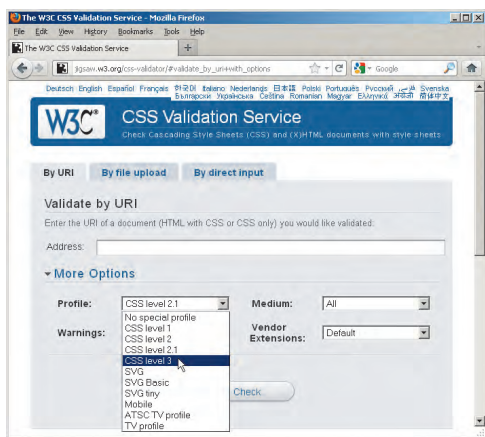 The W3C CSS Validation Service - Mozilla Firefox
File Edit View History Bookmarks Tools Help
The W3C CSS Validation Service
jigsaw.w3.org/css-validator/#validate_by_uri+with_options
Google
Deutsch English Español Français 한국어 Italiano Nederlands 日本語 Polski Português Русский فارسی Svenska
Български Українська Čeština Romanian Magyar Ελληνικά हिन्दी 简体中文
W3C CSS Validation Service
Check Cascading Style Sheets (CSS) and (X)HTML documents with style sheets
By URI By file upload By direct input
Validate by URI
Enter the URI of a document (HTML with CSS or CSS only) you would like validated:
Address:
More Options
Profile: CSS level 2.1 Medium: All
No special profile
CSS level 1
Warnings: CSS level 2 Vendor Extensions: Default
CSS level 2.1
CSS level 3
SVG
SVG Basic
SVG tiny
Check
Mobile
ATSC TV profile
TV profile